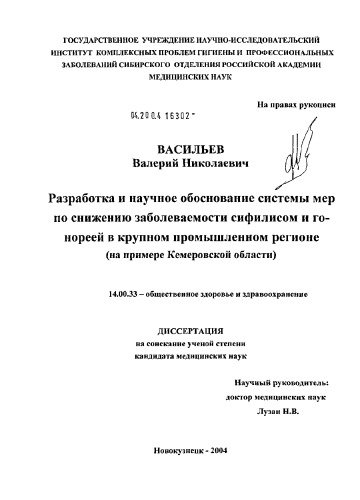 ГОСУДАРСТВЕННОЕ УЧРЕЖДЕНИЕ НАУЧНО-ИССЛЕДОВАТЕЛЬСКИЙ
ИНСТИТУТ КОМПЛЕКСНЫХ ПРОБЛЕМ ГИГИЕНЫ И ПРОФЕССИОНАЛЬНЫХ
ЗАБОЛЕВАНИЙ СИБИРСКОГО ОТДЕЛЕНИЯ РОССИЙСКОЙ АКАДЕМИИ
МЕДИЦИНСКИХ НАУК
На правах рукописи
04.200.4 16302
ВАСИЛЬЕВ
Валерий Николаевич
Разработка и научное обоснование системы мер
по снижению заболеваемости сифилисом и го-
нореей в крупном промышленном регионе
(на примере Кемеровской области)
14.00.33 – общественное здоровье и здравоохранение
ДИССЕРТАЦИЯ
на соискание ученой степени
кандидата медицинских наук
Научный руководитель:
доктор медицинских наук
Лузан Н.В.
Новокузнецк - 2004